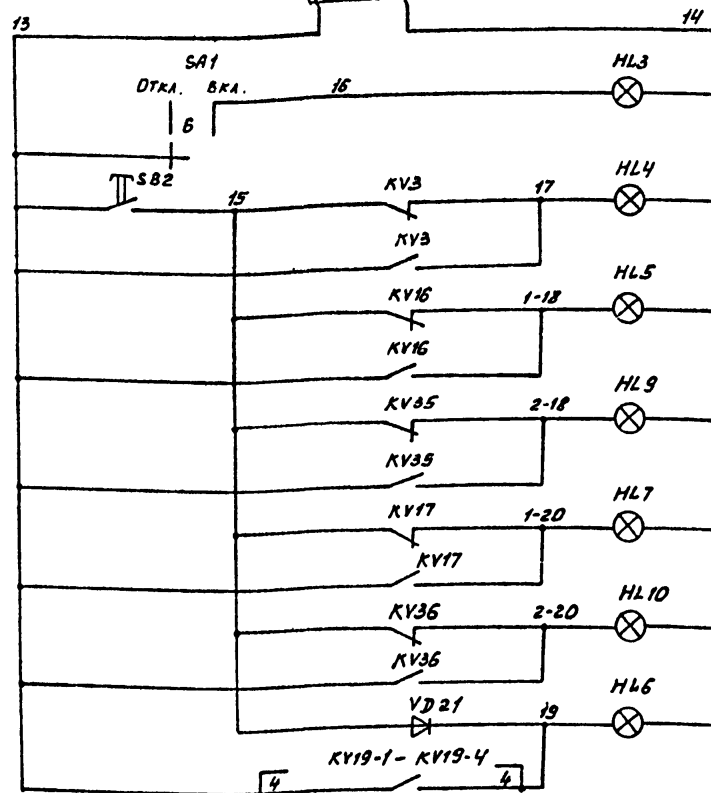 13 14
SA1 HL3
ОТКЛ. ВКЛ. 16
6
SB2 15 KV3 17 HL4
KV3
KV16 1-18 HL5
KV16
KV35 2-18 HL9
KV35
KV17 1-20 HL7
KV17
KV36 2-20 HL10
KV36
VD21 19 HL6
KV19-1 - KV19-4
4 4